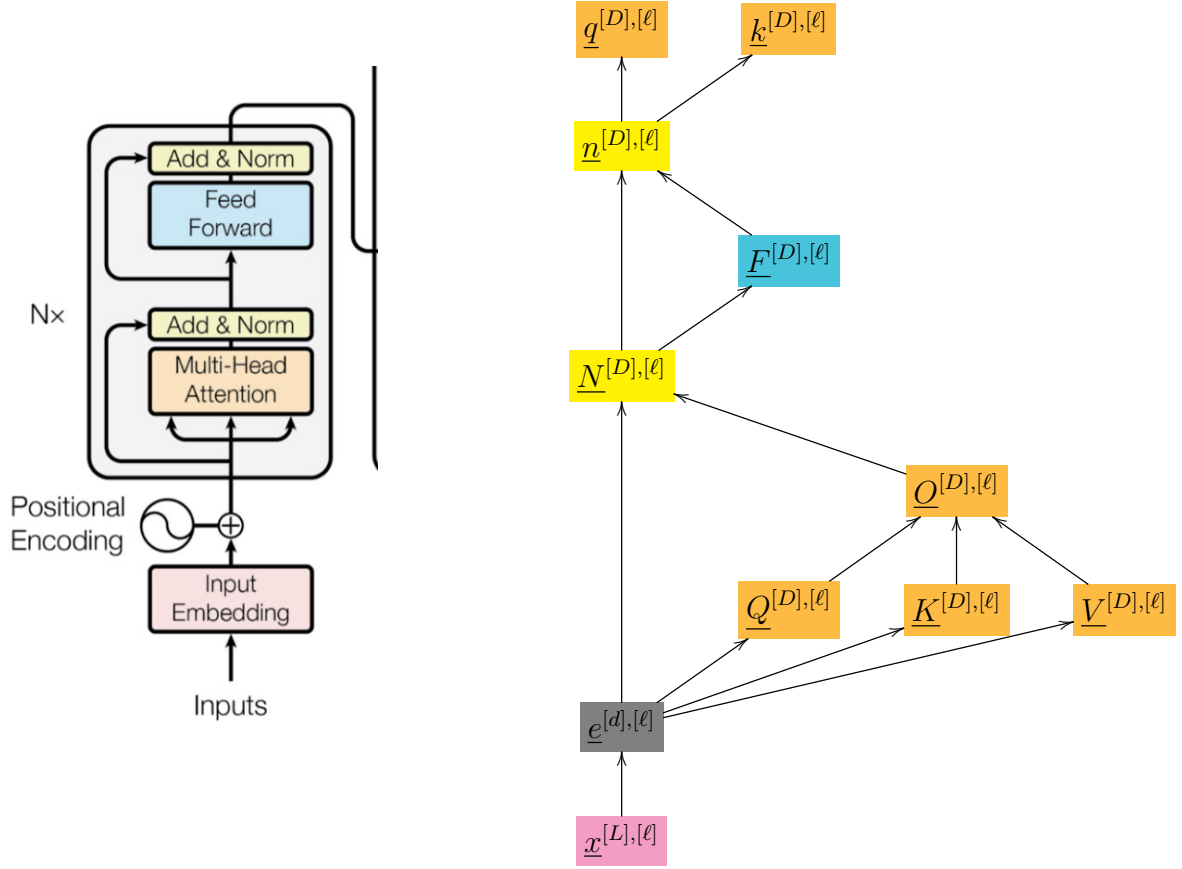 Add & Norm
Feed
Forward
N×
Add & Norm
Multi-Head
Attention
Positional
Encoding
Input
Embedding
Inputs
q^{[D],[ℓ]}
k^{[D],[ℓ]}
n^{[D],[ℓ]}
F^{[D],[ℓ]}
N^{[D],[ℓ]}
O^{[D],[ℓ]}
Q^{[D],[ℓ]}
K^{[D],[ℓ]}
V^{[D],[ℓ]}
e^{[d],[ℓ]}
x^{[L],[ℓ]}